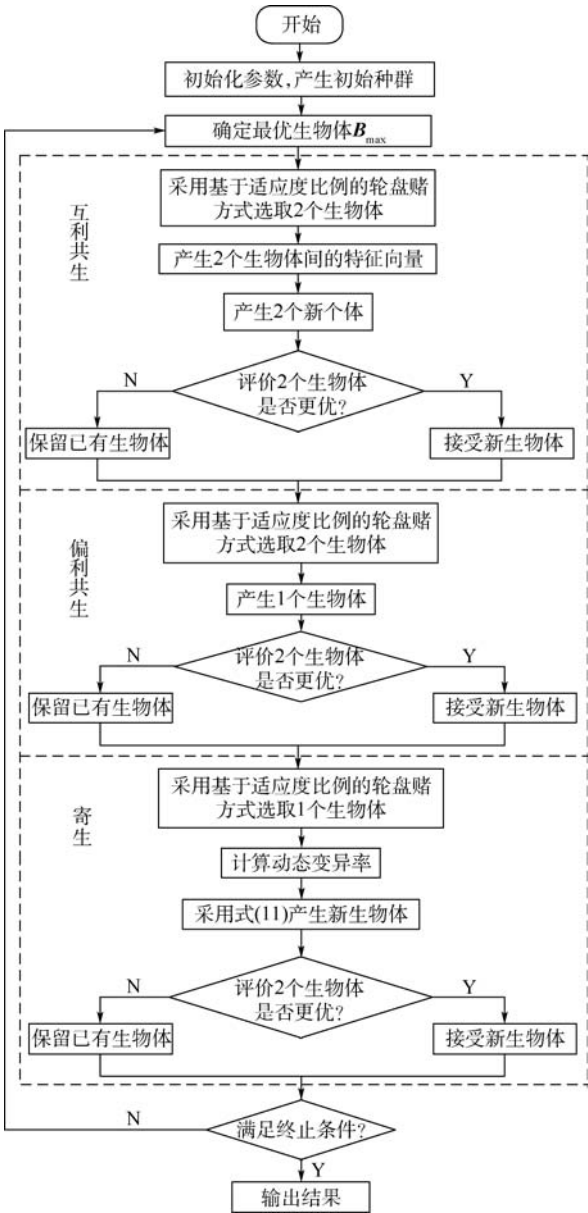 开始
初始化参数,产生初始种群
确定最优生物体Bmax
互利共生
采用基于适应度比例的轮盘赌
方式选取2个生物体
产生2个生物体间的特征向量
产生2个新个体
评价2个生物体
是否更优?
N
Y
保留已有生物体
接受新生物体
偏利共生
采用基于适应度比例的轮盘赌
方式选取2个生物体
产生1个生物体
评价2个生物体
是否更优?
N
Y
保留已有生物体
接受新生物体
寄生
采用基于适应度比例的轮盘赌
方式选取1个生物体
计算动态变异率
采用式(11)产生新生物体
评价2个生物体
是否更优?
N
Y
保留已有生物体
接受新生物体
N
满足终止条件?
Y
输出结果